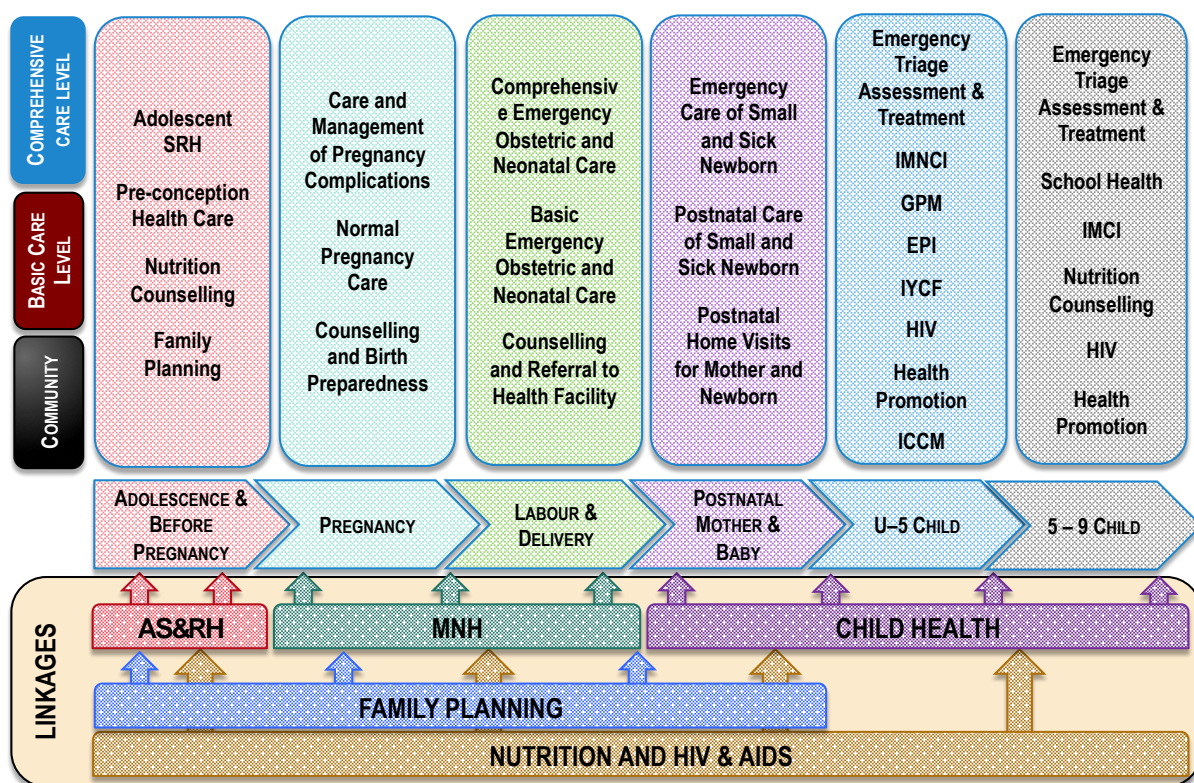 COMPREHENSIVE
CARE LEVEL
BASIC CARE
LEVEL
COMMUNITY
Adolescent
SRH
Pre-conception
Health Care
Nutrition
Counselling
Family
Planning
Care and
Management
of Pregnancy
Complications
Normal
Pregnancy
Care
Counselling
and Birth
Preparedness
Comprehensiv
e Emergency
Obstetric and
Neonatal Care
Basic
Emergency
Obstetric and
Neonatal Care
Counselling
and Referral to
Health Facility
Emergency
Care of Small
and Sick
Newborn
Postnatal Care
of Small and
Sick Newborn
Postnatal
Home Visits
for Mother and
Newborn
Emergency
Triage
Assessment &
Treatment
IMNCI
GPM
EPI
IYCF
HIV
Health
Promotion
ICCM
Emergency
Triage
Assessment &
Treatment
School Health
IMCI
Nutrition
Counselling
HIV
Health
Promotion
ADOLESCENCE &
BEFORE
PREGNANCY
PREGNANCY
LABOUR &
DELIVERY
POSTNATAL
MOTHER &
BABY
U–5 CHILD
5 – 9 CHILD
LINKAGES
AS&RH
MNH
CHILD HEALTH
FAMILY PLANNING
NUTRITION AND HIV & AIDS